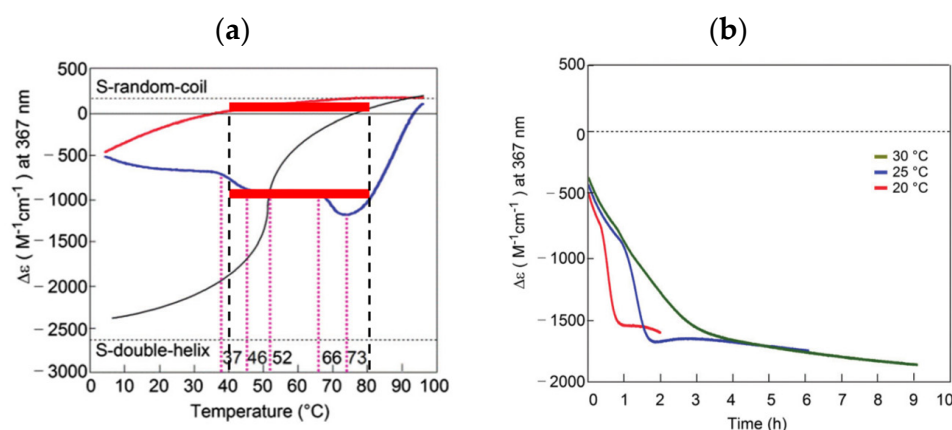 (a)
Δε ( M⁻¹cm⁻¹ ) at 367 nm
500
0
−500
−1000
−1500
−2000
−2500
−3000
S-random-coil
S-double-helix
37 46 52 66 73
0 10 20 30 40 50 60 70 80 90 100
Temperature (°C)
(b)
Δε ( M⁻¹cm⁻¹ ) at 367 nm
500
0
−500
−1000
−1500
−2000
30 °C
25 °C
20 °C
0 1 2 3 4 5 6 7 8 9 10
Time (h)